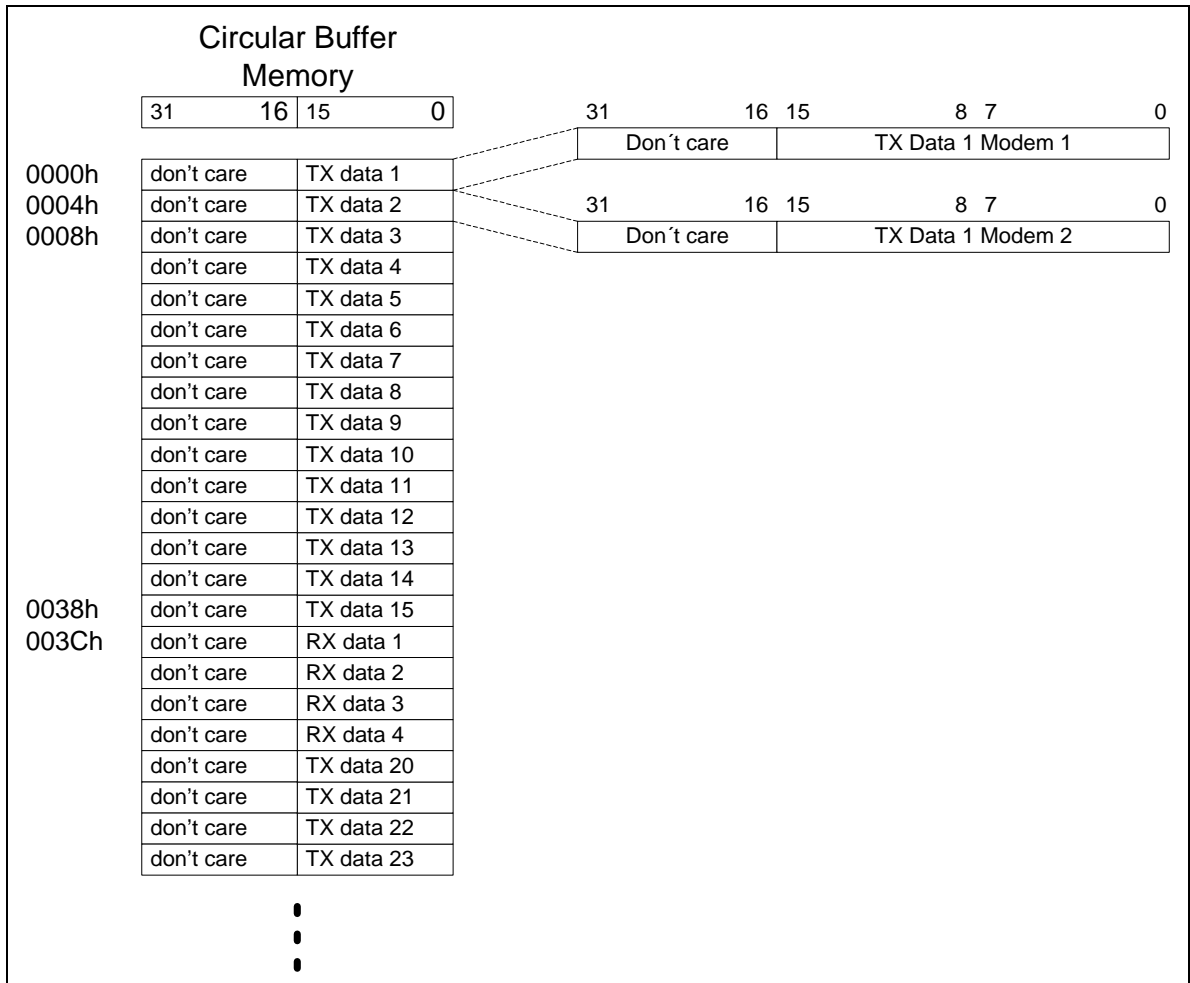 Circular Buffer
Memory
31 16 15 0
31 16 15 8 7 0
Don´t care TX Data 1 Modem 1
0000h don't care TX data 1
0004h don't care TX data 2
31 16 15 8 7 0
0008h don't care TX data 3
Don´t care TX Data 1 Modem 2
don't care TX data 4
don't care TX data 5
don't care TX data 6
don't care TX data 7
don't care TX data 8
don't care TX data 9
don't care TX data 10
don't care TX data 11
don't care TX data 12
don't care TX data 13
don't care TX data 14
0038h don't care TX data 15
003Ch don't care RX data 1
don't care RX data 2
don't care RX data 3
don't care RX data 4
don't care TX data 20
don't care TX data 21
don't care TX data 22
don't care TX data 23